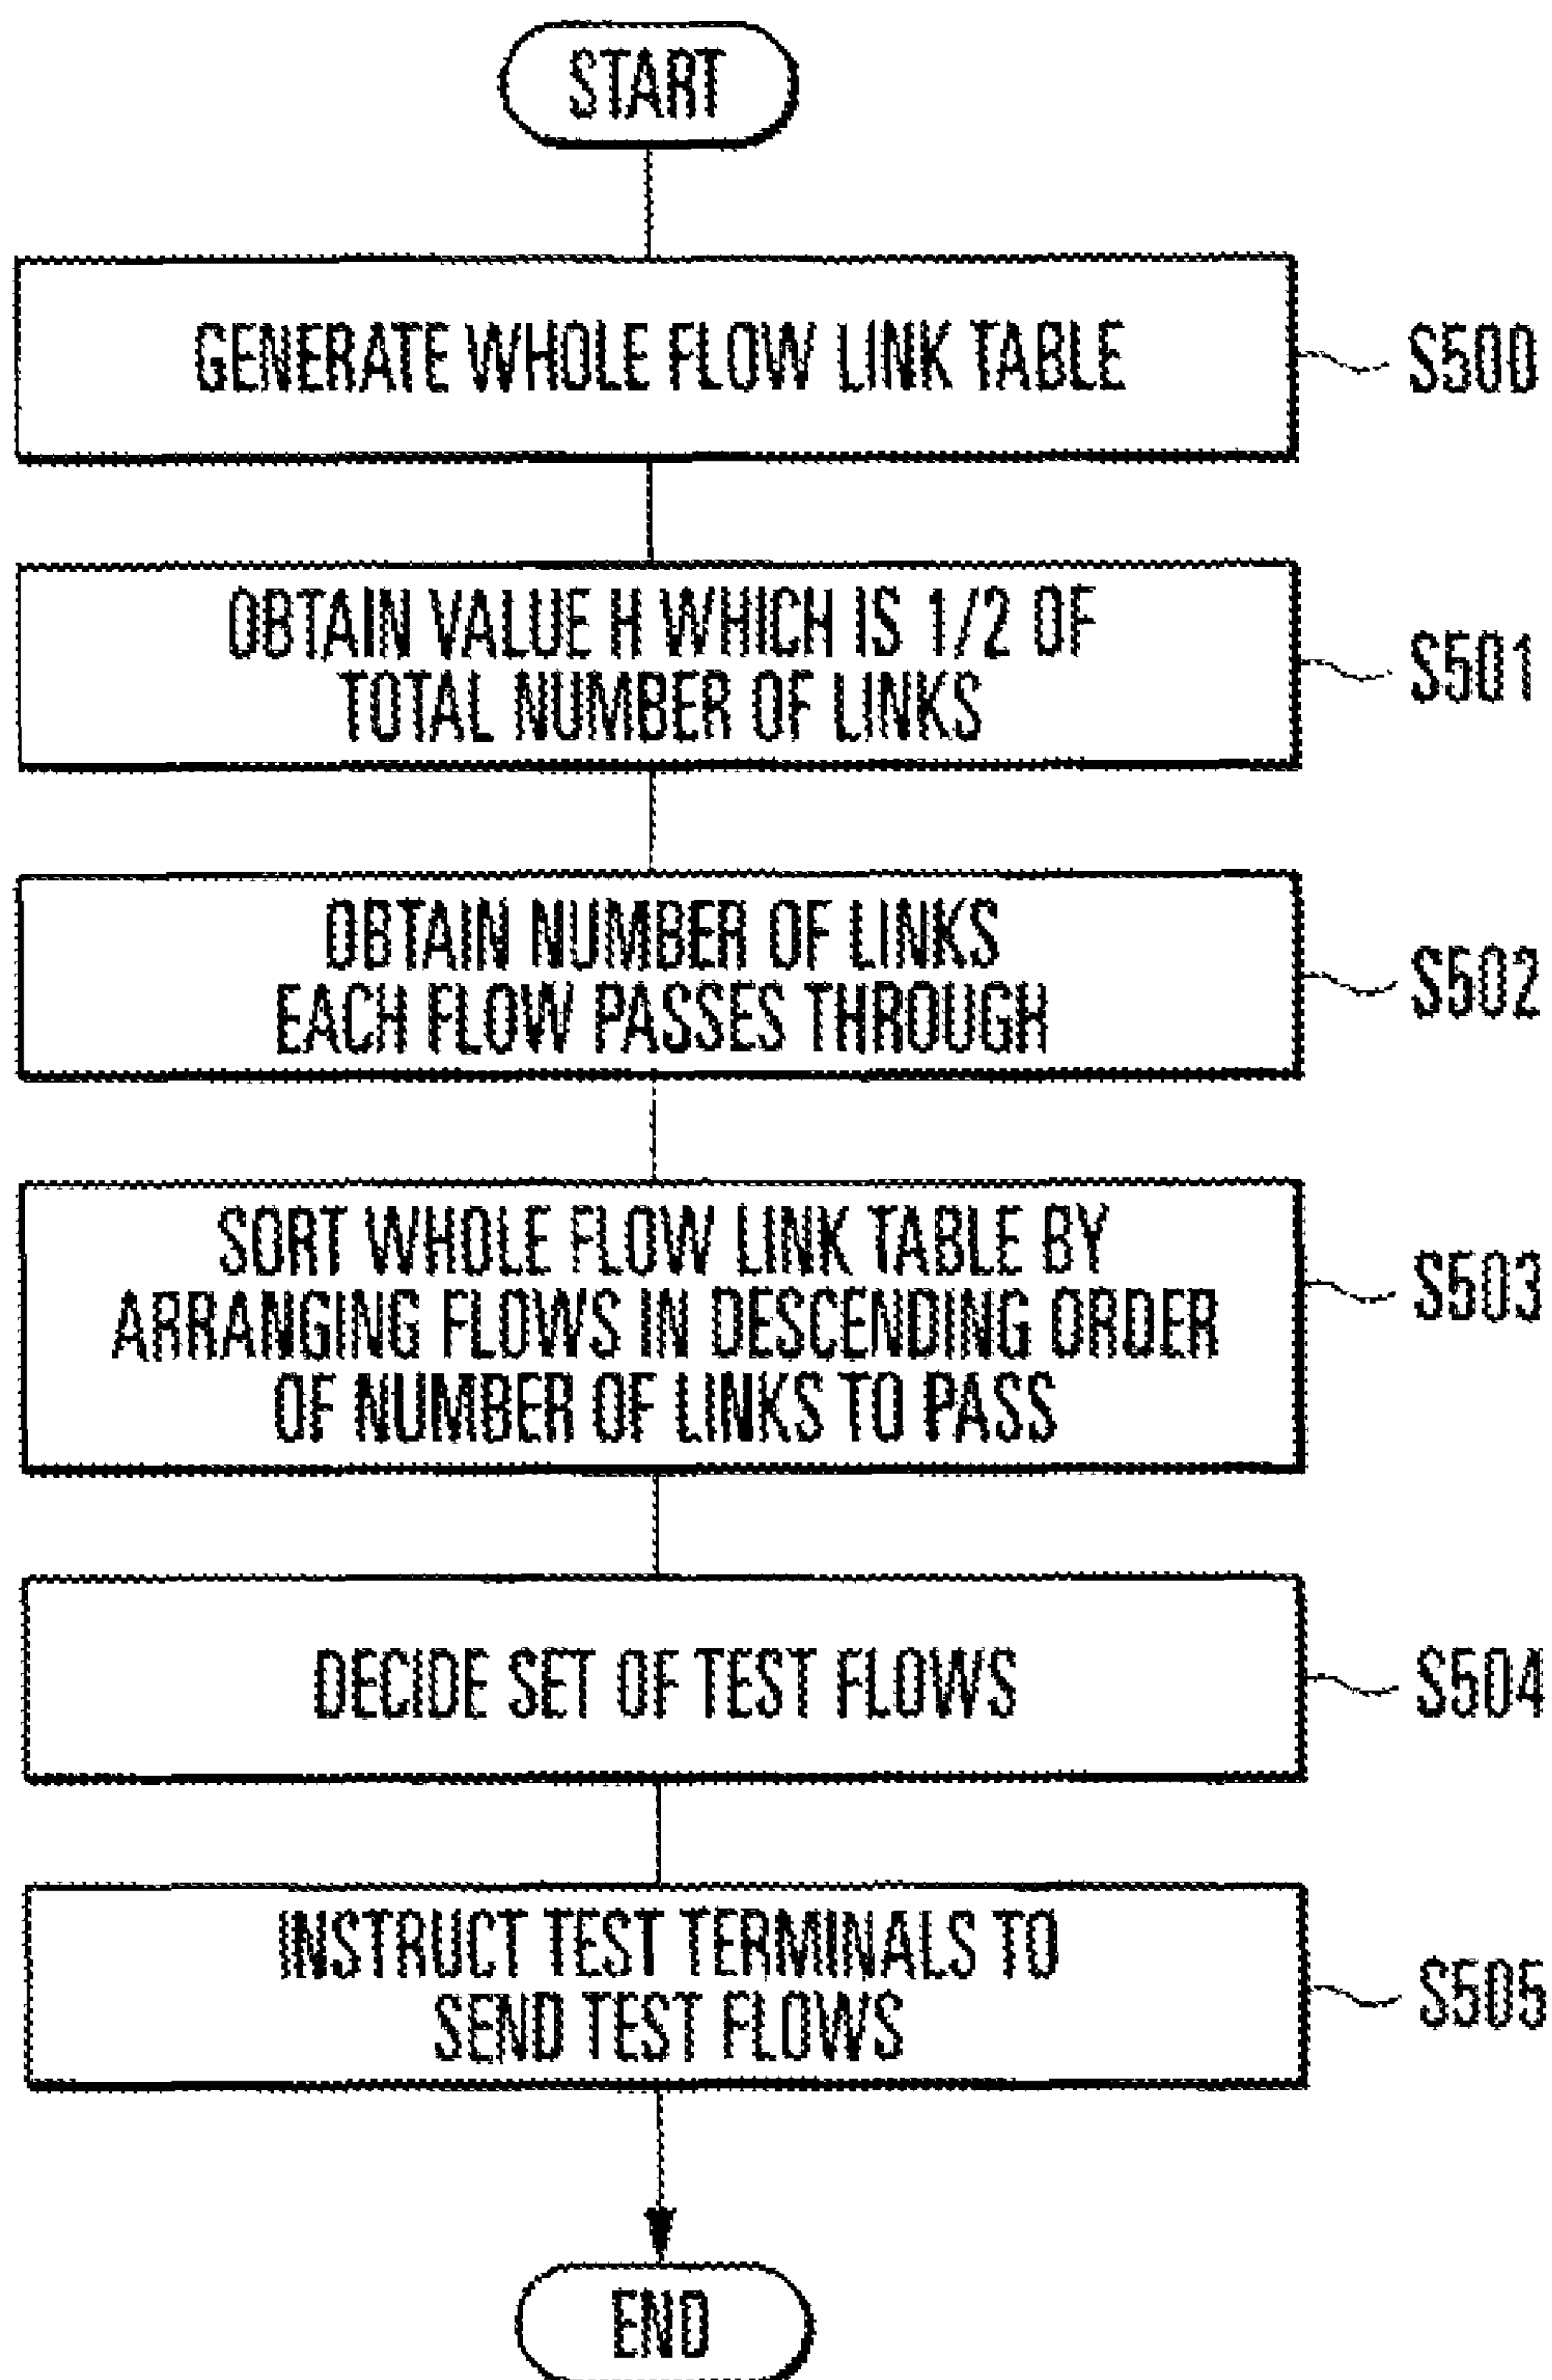 START
GENERATE WHOLE FLOW LINK TABLE
S500
OBTAIN VALUE H WHICH IS 1/2 OF
TOTAL NUMBER OF LINKS
S501
OBTAIN NUMBER OF LINKS
EACH FLOW PASSES THROUGH
S502
SORT WHOLE FLOW LINK TABLE BY
ARRANGING FLOWS IN DESCENDING ORDER
OF NUMBER OF LINKS TO PASS
S503
DECIDE SET OF TEST FLOWS
S504
INSTRUCT TEST TERMINALS TO
SEND TEST FLOWS
S505
END